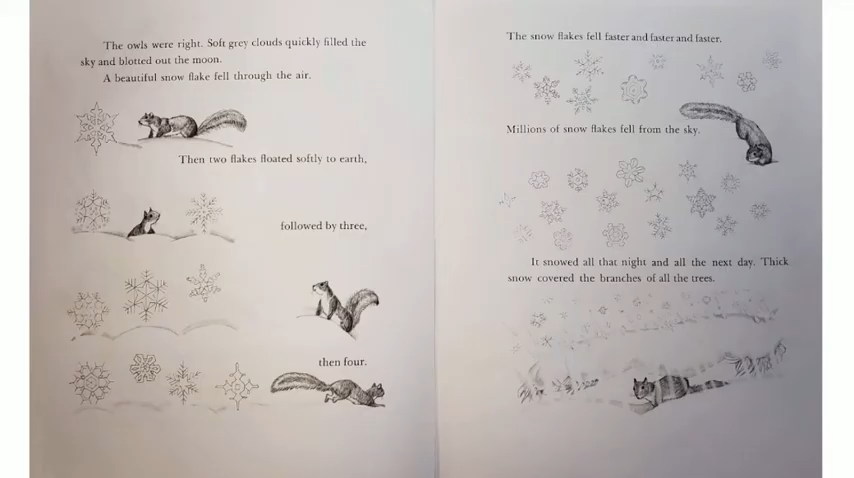 The owls were right. Soft grey clouds quickly filled the
sky and blotted out the moon.
A beautiful snow flake fell through the air.
Then two flakes floated softly to earth,
followed by three,
then four.
The snow flakes fell faster and faster and faster.
Millions of snow flakes fell from the sky.
It snowed all that night and all the next day. Thick
snow covered the branches of all the trees.